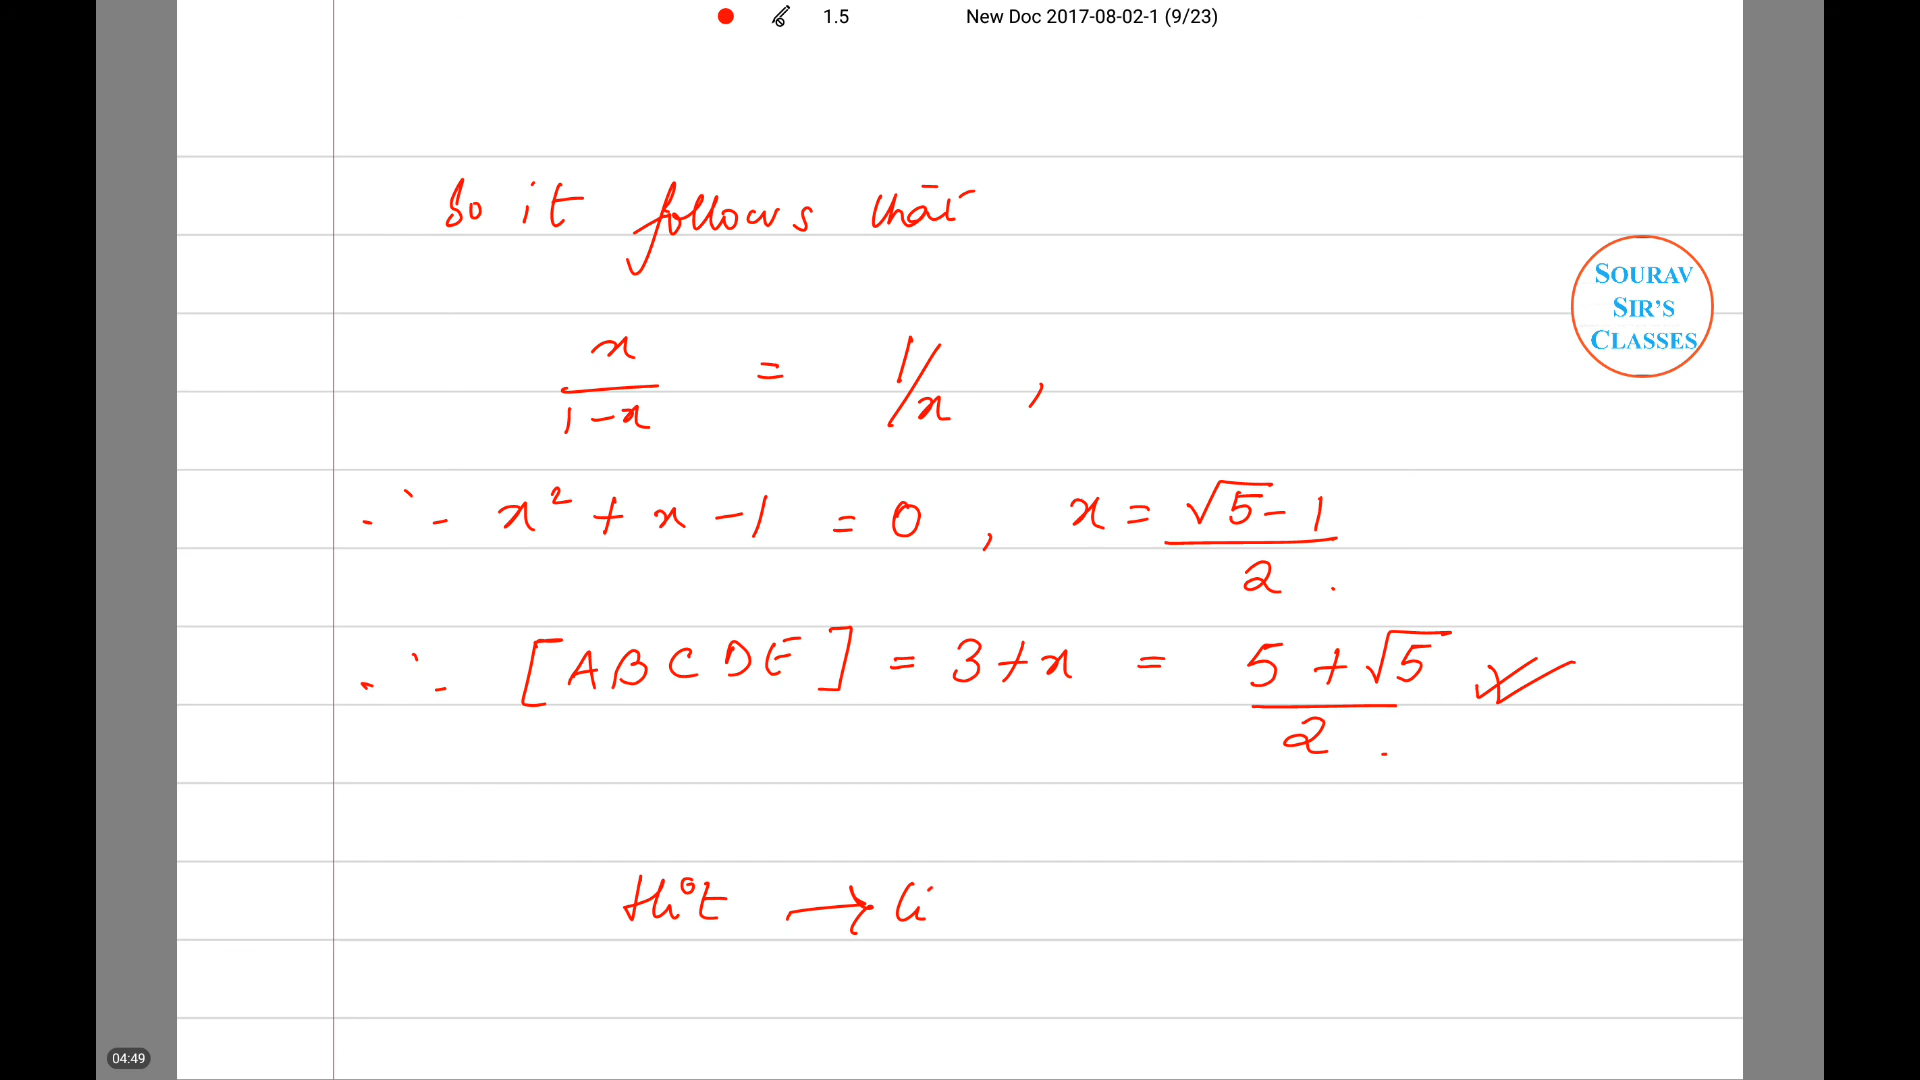 1.5 New Doc 2017-08-02-1 (9/23)
So it follows that
SOURAV
SIR'S
CLASSES
x/(1-x) = 1/x ,
∴ x² + x - 1 = 0 , x = (√5 - 1)/2 .
∴ [ABCDE] = 3 + x = (5 + √5)/2 .
04:49